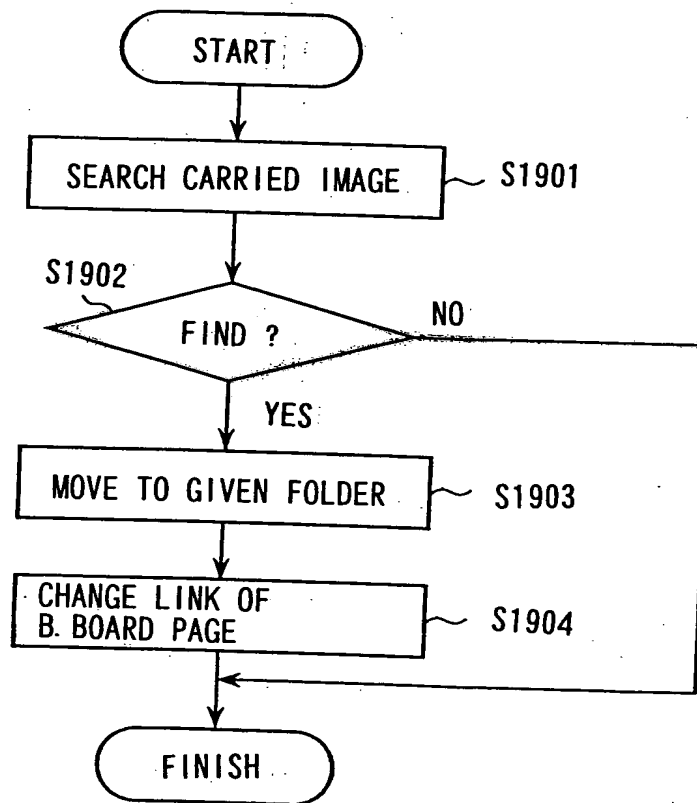 START
SEARCH CARRIED IMAGE
S1901
S1902
FIND ?
NO
YES
MOVE TO GIVEN FOLDER
S1903
CHANGE LINK OF
B. BOARD PAGE
S1904
FINISH